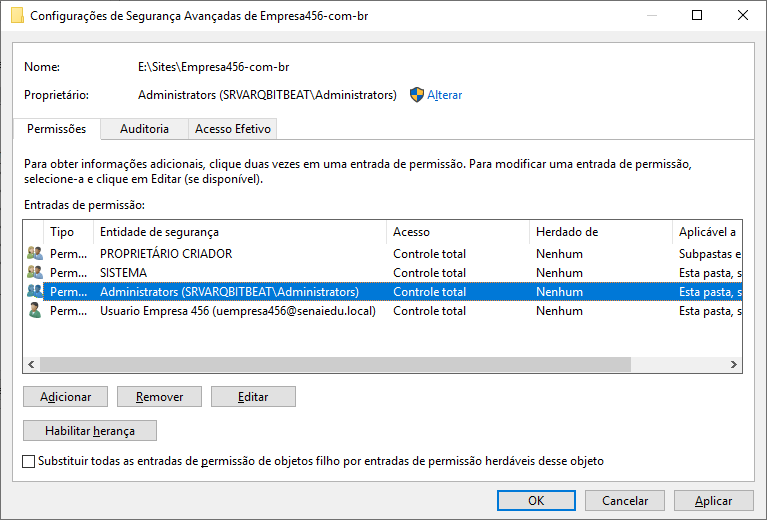 Configurações de Segurança Avançadas de Empresa456-com-br
Nome: E:\Sites\Empresa456-com-br
Proprietário: Administrators (SRVARQBITBEAT\Administrators) Alterar
Permissões Auditoria Acesso Efetivo
Para obter informações adicionais, clique duas vezes em uma entrada de permissão. Para modificar uma entrada de permissão,
selecione-a e clique em Editar (se disponível).
Entradas de permissão:
Tipo Entidade de segurança Acesso Herdado de Aplicável a
Perm... PROPRIETÁRIO CRIADOR Controle total Nenhum Subpastas e
Perm... SISTEMA Controle total Nenhum Esta pasta, s
Perm... Administrators (SRVARQBITBEAT\Administrators) Controle total Nenhum Esta pasta, s
Perm... Usuario Empresa 456 (uempresa456@senaiedu.local) Controle total Nenhum Esta pasta, s
Adicionar Remover Editar
Habilitar herança
Substituir todas as entradas de permissão de objetos filho por entradas de permissão herdáveis desse objeto
OK Cancelar Aplicar